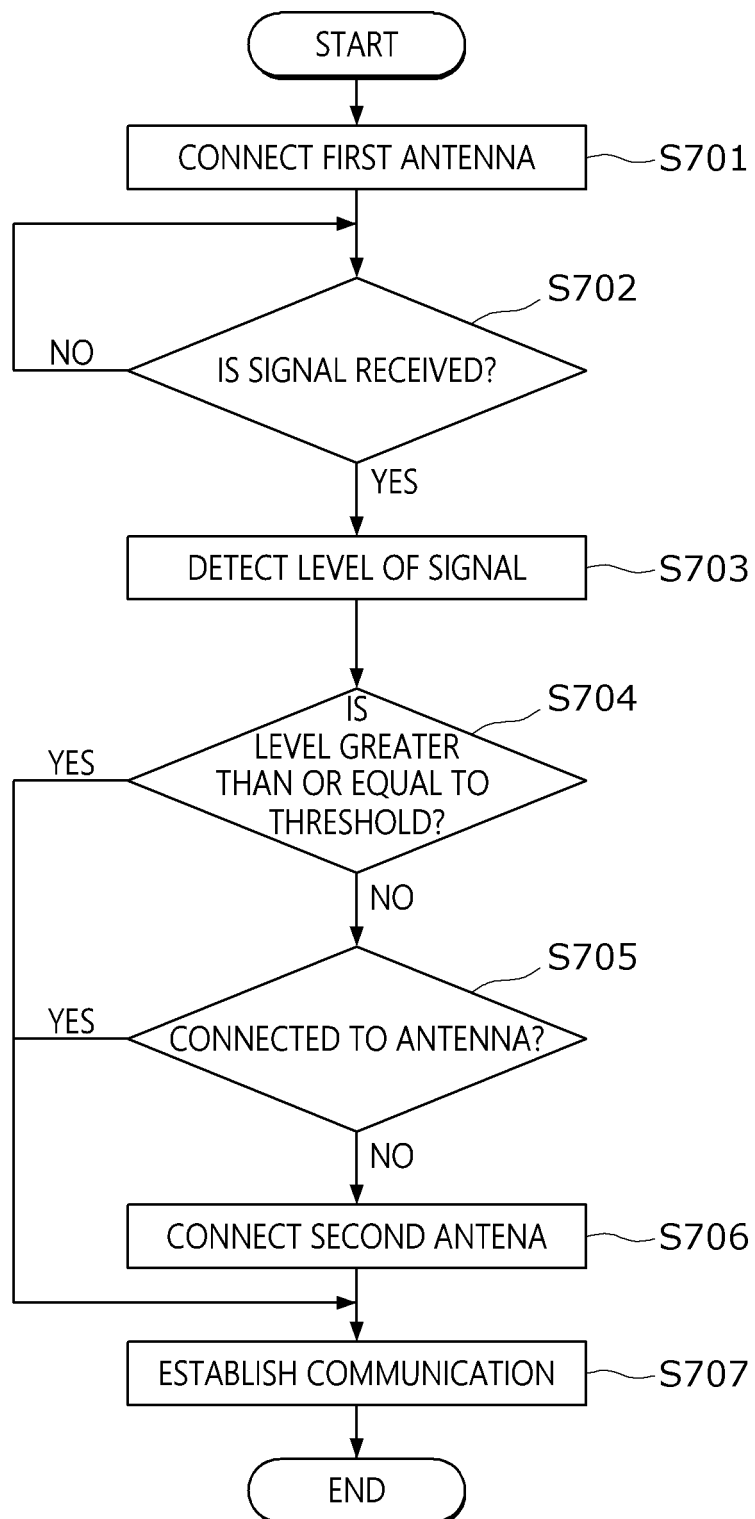 START
CONNECT FIRST ANTENNA
S701
S702
NO
IS SIGNAL RECEIVED?
YES
DETECT LEVEL OF SIGNAL
S703
S704
IS
LEVEL GREATER
THAN OR EQUAL TO
THRESHOLD?
YES
NO
S705
YES
CONNECTED TO ANTENNA?
NO
CONNECT SECOND ANTENA
S706
ESTABLISH COMMUNICATION
S707
END